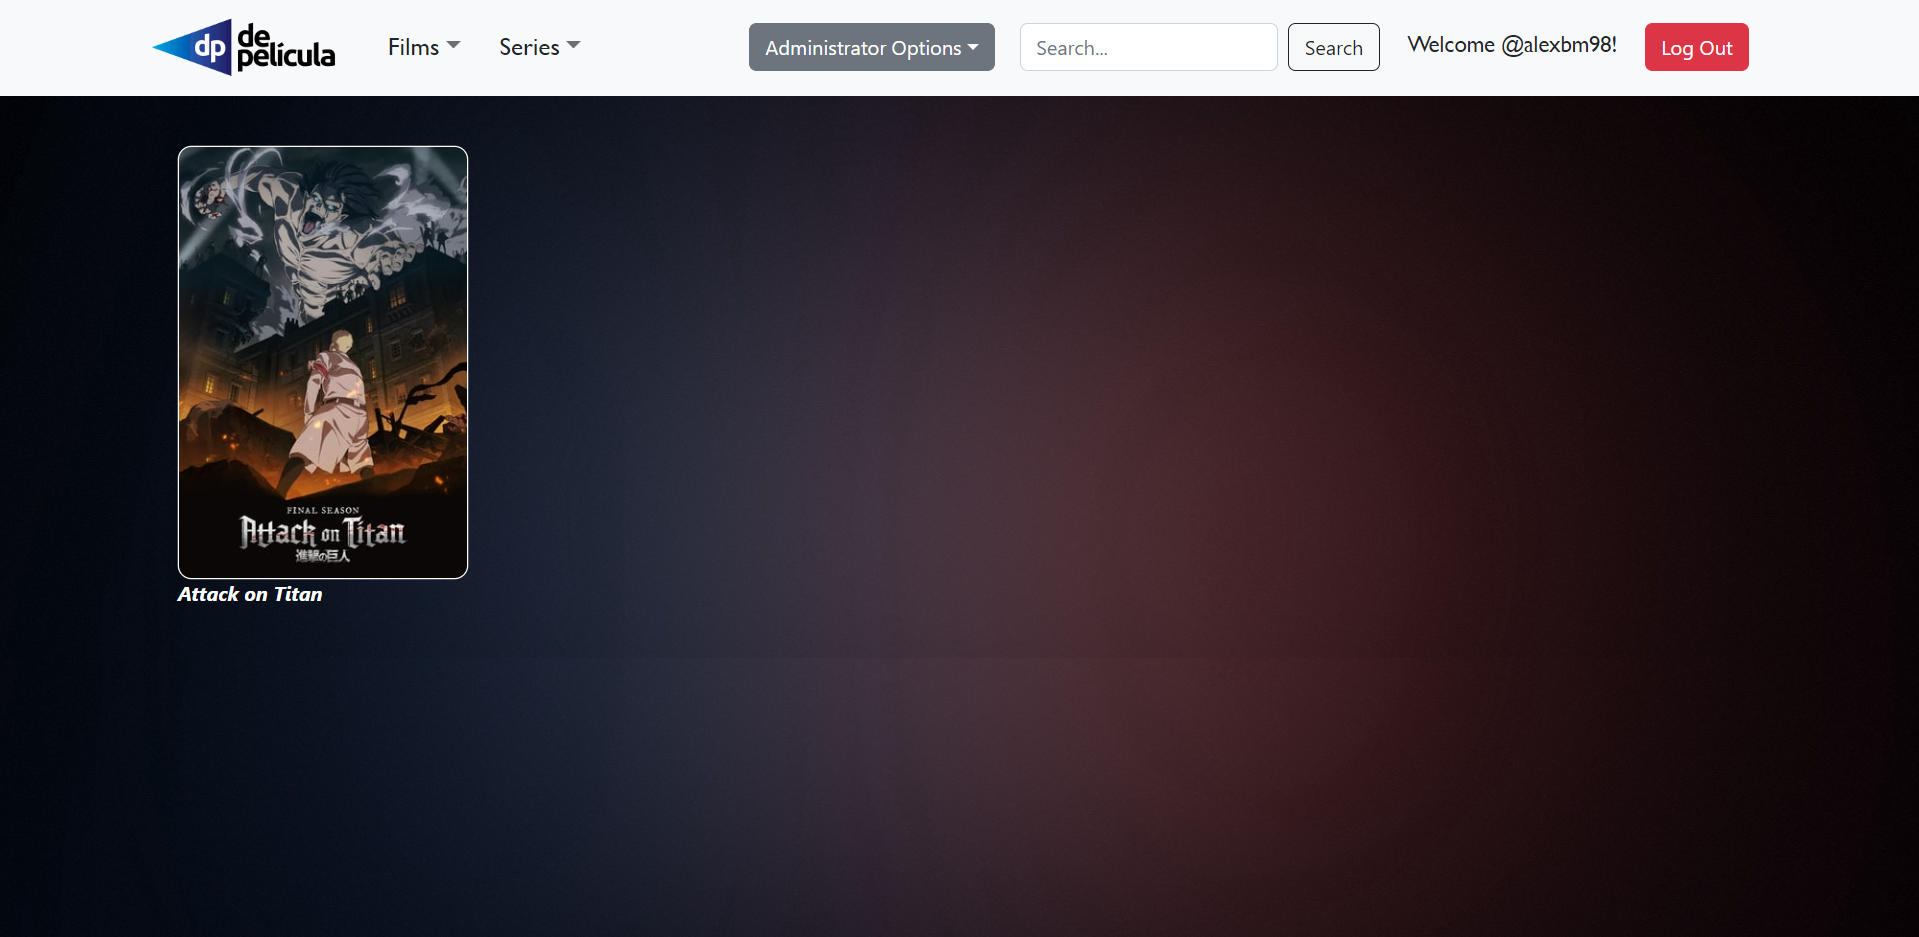 dp de película
Films
Series
Administrator Options
Search...
Search
Welcome @alexbm98!
Log Out
FINAL SEASON
Attack on Titan
進撃の巨人
Attack on Titan